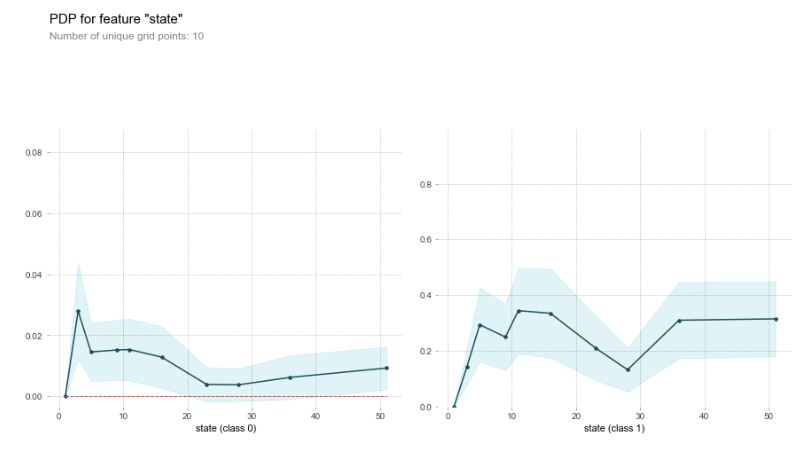 PDP for feature "state"
Number of unique grid points: 10
0.08
0.06
0.04
0.02
0.00
0 10 20 30 40 50
state (class 0)
0.8
0.6
0.4
0.2
0.0
0 10 20 30 40 50
state (class 1)